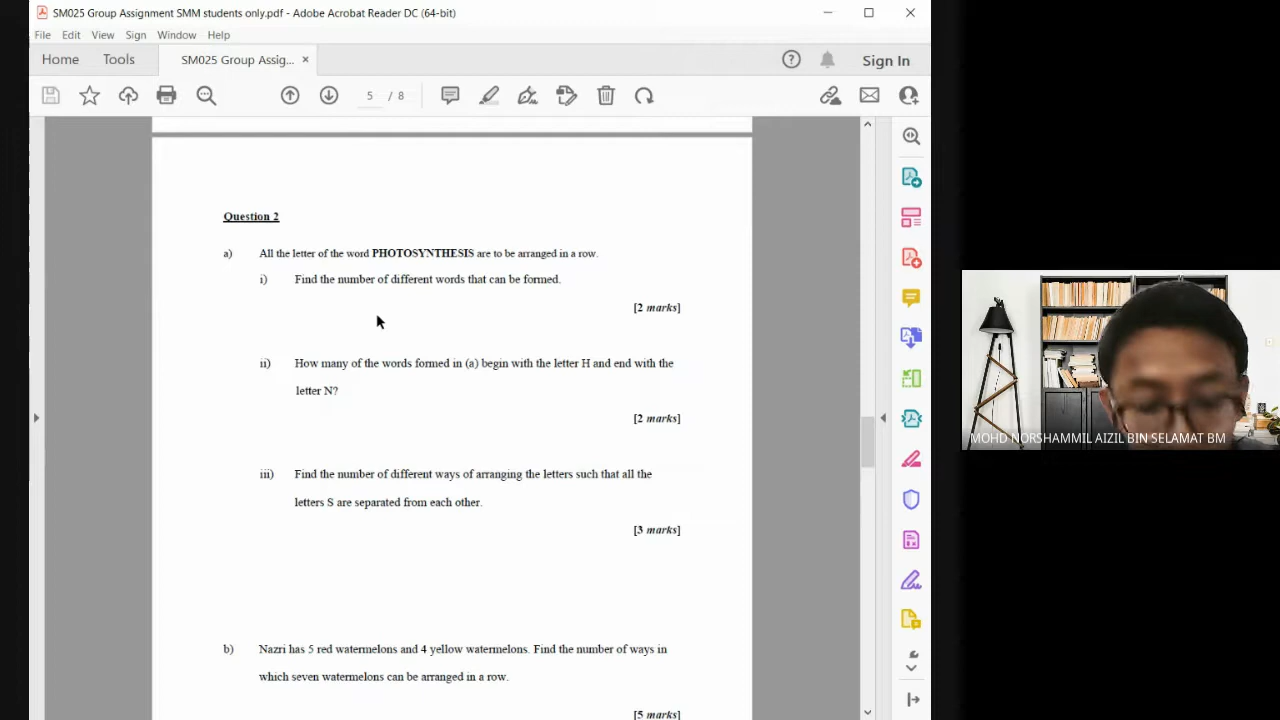 SM025 Group Assignment SMM students only.pdf - Adobe Acrobat Reader DC (64-bit)
File Edit View Sign Window Help
Home Tools SM025 Group Assig... × Sign In
5 / 8
Question 2
a) All the letter of the word PHOTOSYNTHESIS are to be arranged in a row.
i) Find the number of different words that can be formed.
[2 marks]
ii) How many of the words formed in (a) begin with the letter H and end with the
letter N?
[2 marks]
iii) Find the number of different ways of arranging the letters such that all the
letters S are separated from each other.
[3 marks]
b) Nazri has 5 red watermelons and 4 yellow watermelons. Find the number of ways in
which seven watermelons can be arranged in a row.
[5 marks]
MOHD NORSHAMMIL AIZIL BIN SELAMAT BM